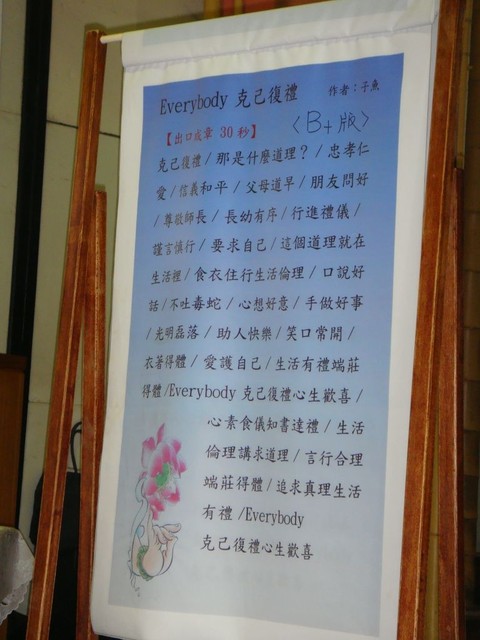 Everybody 克己復禮 作者：子魚
【出口成章 30 秒】 〈B+版〉
克己復禮 / 那是什麼道理？ / 忠孝仁
愛 / 信義和平 / 父母道早 / 朋友問好
/ 尊敬師長 / 長幼有序 / 行進禮儀 /
謹言慎行 / 要求自己 / 這個道理就在
生活裡 / 食衣住行生活倫理 / 口說好
話 / 不吐毒蛇 / 心想好意 / 手做好事
/ 光明磊落 / 助人快樂 / 笑口常開 /
衣著得體 / 愛護自己 / 生活有禮端莊
得體 /Everybody 克己復禮心生歡喜 /
心素食儀知書達禮 / 生活
倫理講求道理 / 言行合理
端莊得體 / 追求真理生活
有禮 /Everybody
克己復禮心生歡喜